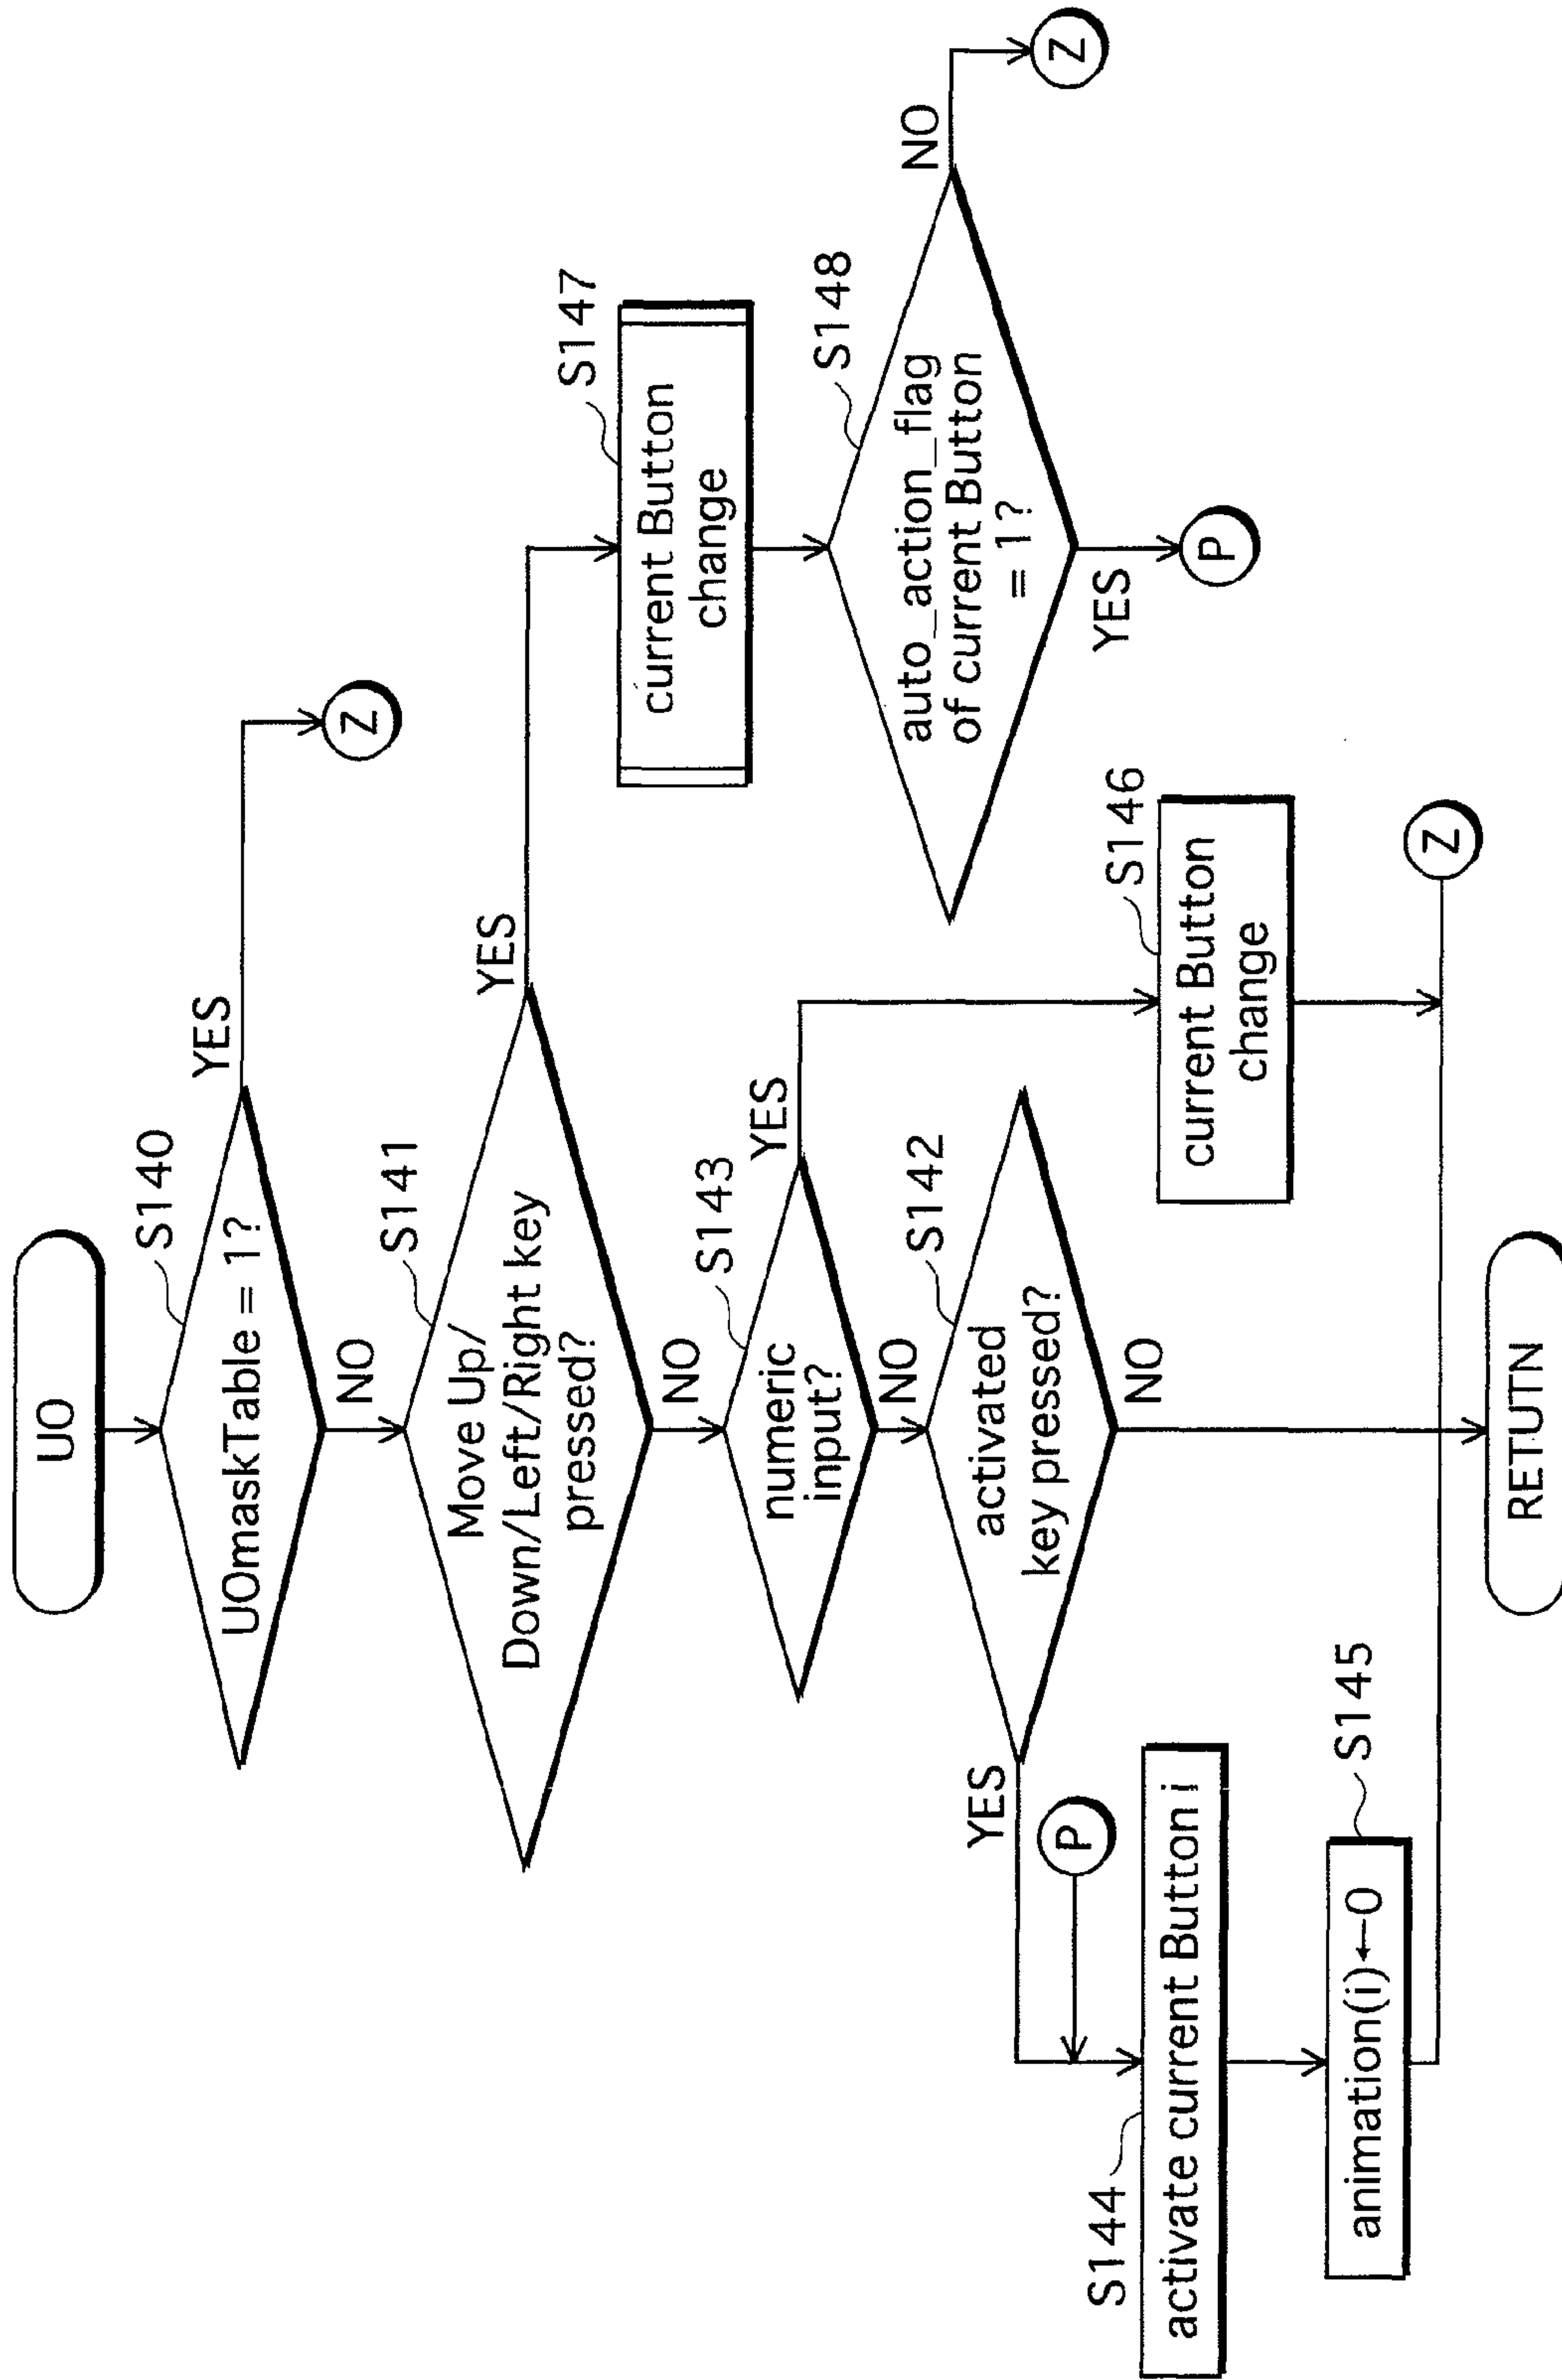 UO
S140
UOmaskTable = 1?
YES
Z
NO
S141
Move Up/
Down/Left/Right key
pressed?
YES
NO
S147
current Button
change
S143
numeric
input?
YES
NO
S148
auto_action_flag
of current Button
= 1?
NO
Z
YES
P
S142
activated
key pressed?
YES
NO
P
S146
current Button
change
S144
activate current Button i
S145
animation(i)←0
Z
RETUTN